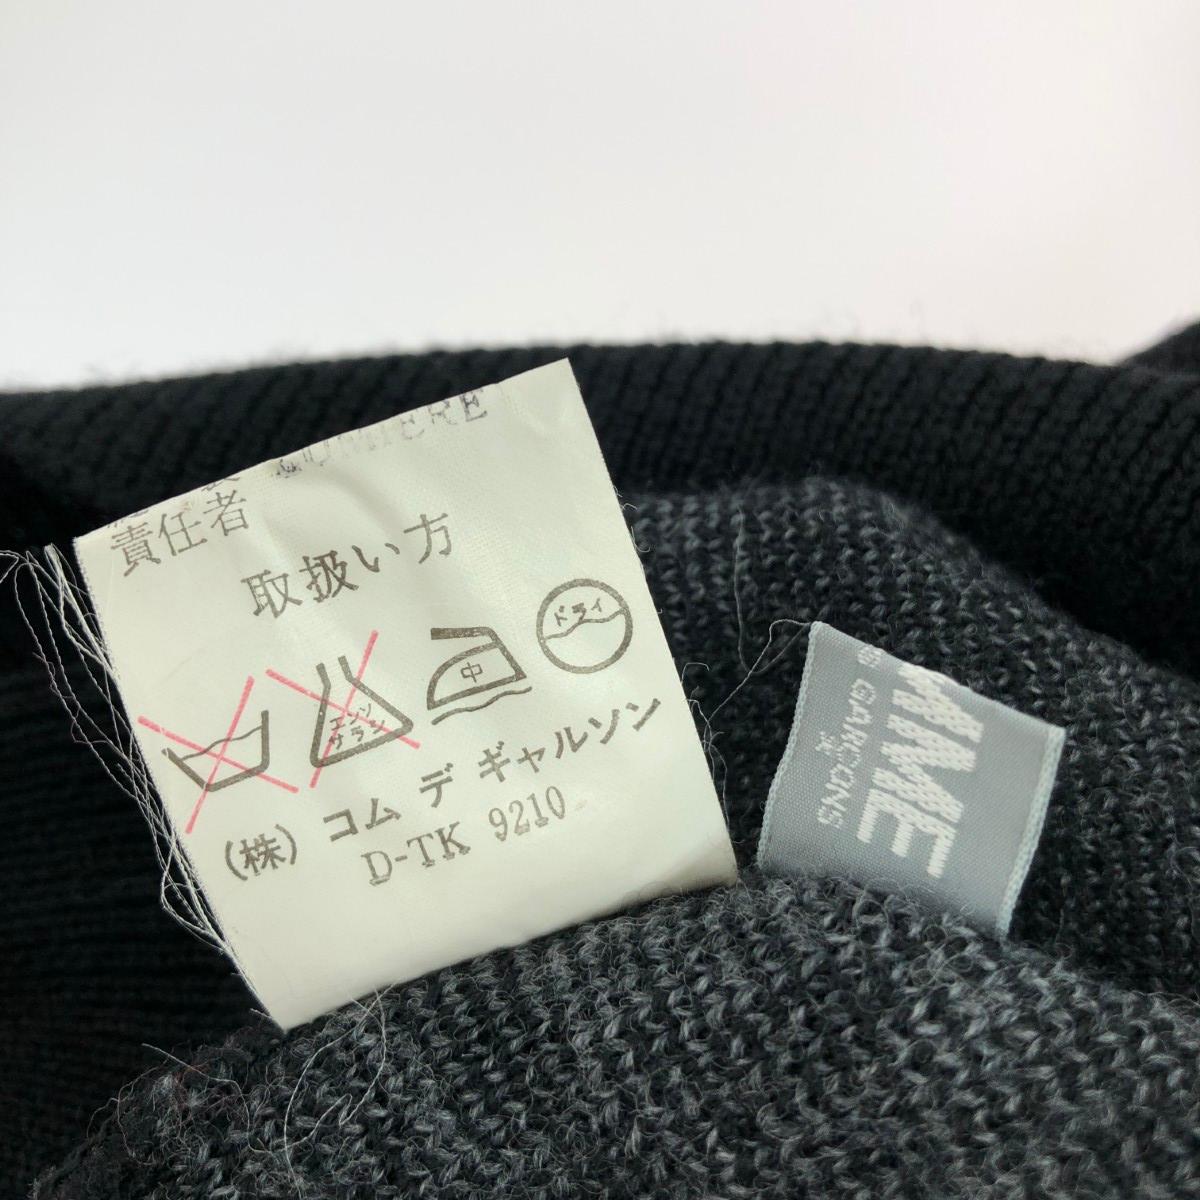 責任者
取扱い方
エンソ
サラシ
中
ドライ
(株) コム デ ギャルソン
D-TK 9210
GARCONS